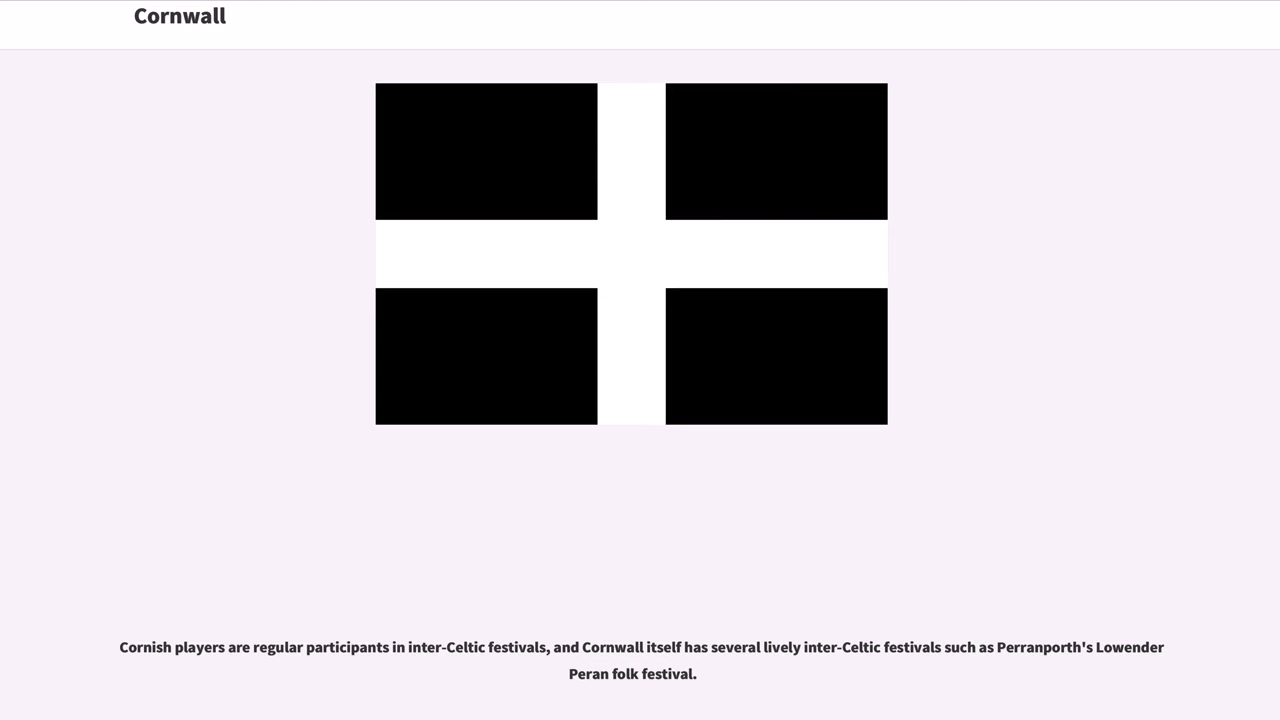 Cornwall
Cornish players are regular participants in inter-Celtic festivals, and Cornwall itself has several lively inter-Celtic festivals such as Perranporth's Lowender
Peran folk festival.